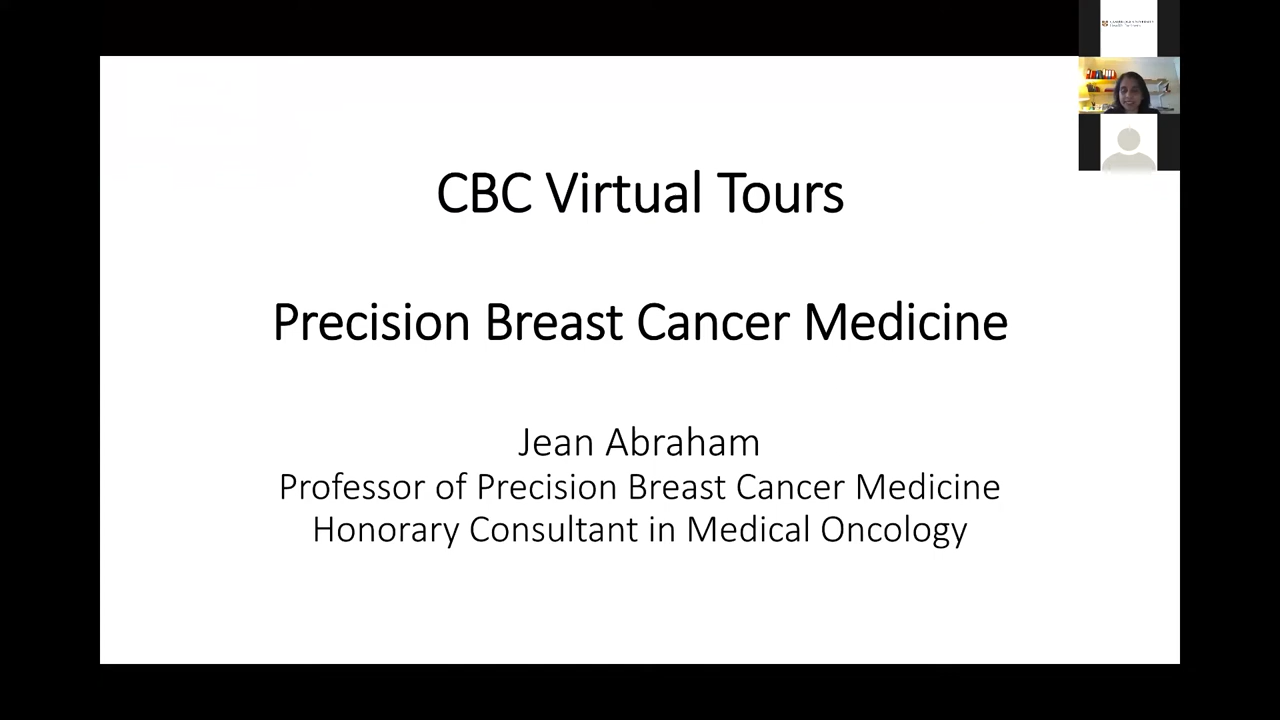 CBC Virtual Tours
Precision Breast Cancer Medicine
Jean Abraham
Professor of Precision Breast Cancer Medicine
Honorary Consultant in Medical Oncology